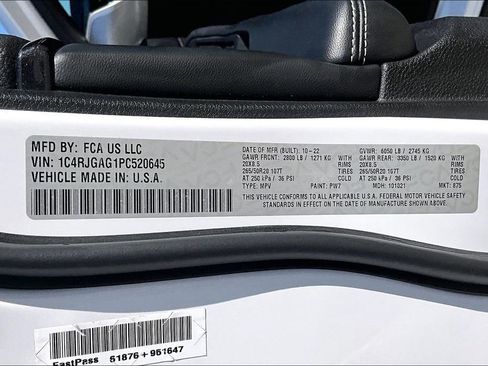 MFD BY: FCA US LLC
VIN: 1C4RJGAG1PC520645
VEHICLE MADE IN: U.S.A.
DATE OF MFR (BUILT): 10-22 GVWR: 6050 LB / 2745 KG
GAWR FRONT: 2800 LB / 1271 KG GAWR REAR: 3350 LB / 1520 KG
20X8.5 RIMS 20X8.5 RIMS
265/50R20 107T TIRES 265/50R20 107T TIRES
AT 250 kPa / 36 PSI COLD AT 250 kPa / 36 PSI COLD
TYPE: MPV PAINT: PW7 MDH: 101021 MKT: 875
THIS VEHICLE CONFORMS TO ALL APPLICABLE U.S.A. FEDERAL MOTOR VEHICLE SAFETY
STANDARDS IN EFFECT ON THE DATE OF MANUFACTURE SHOWN ABOVE.
FastPass 51876 + 951647